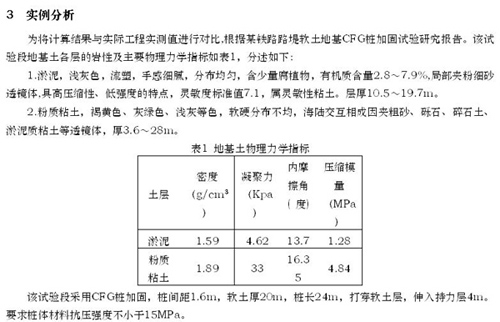 3 实例分析
为将计算结果与实际工程实测值进行对比,根据某铁路路堤软土地基CFG桩加固试验研究报告。该试
验段地基土各层的岩性及主要物理力学指标如表1，分述如下：
1.淤泥，浅灰色，流塑，手感细腻，分布均匀，含少量腐植物，有机质含量2.8～7.9%,局部夹粉细砂
透镜体.具高压缩性、低强度的特点，灵敏度标准值7.1，属灵敏性粘土。层厚10.5～19.7m。
2.粉质粘土，褐黄色、灰绿色、浅灰等色，软硬分布不均，海陆交互相成因夹粗砂、砾石、碎石土、
淤泥质粘土等透镜体，厚3.6～28m。
表1 地基土物理力学指标
土层
密度
(g/cm³
)
凝聚力
(Kpa
)
内摩
擦角
( 度)
压缩模
量
(MPa
)
淤泥 1.59 4.62 13.7 1.28
粉质
粘土
1.89
33
16.3
5
4.84
该试验段采用CFG桩加固，桩间距1.6m，软土厚20m，桩长24m，打穿软土层，伸入持力层4m。
要求桩体材料抗压强度不小于15MPa。